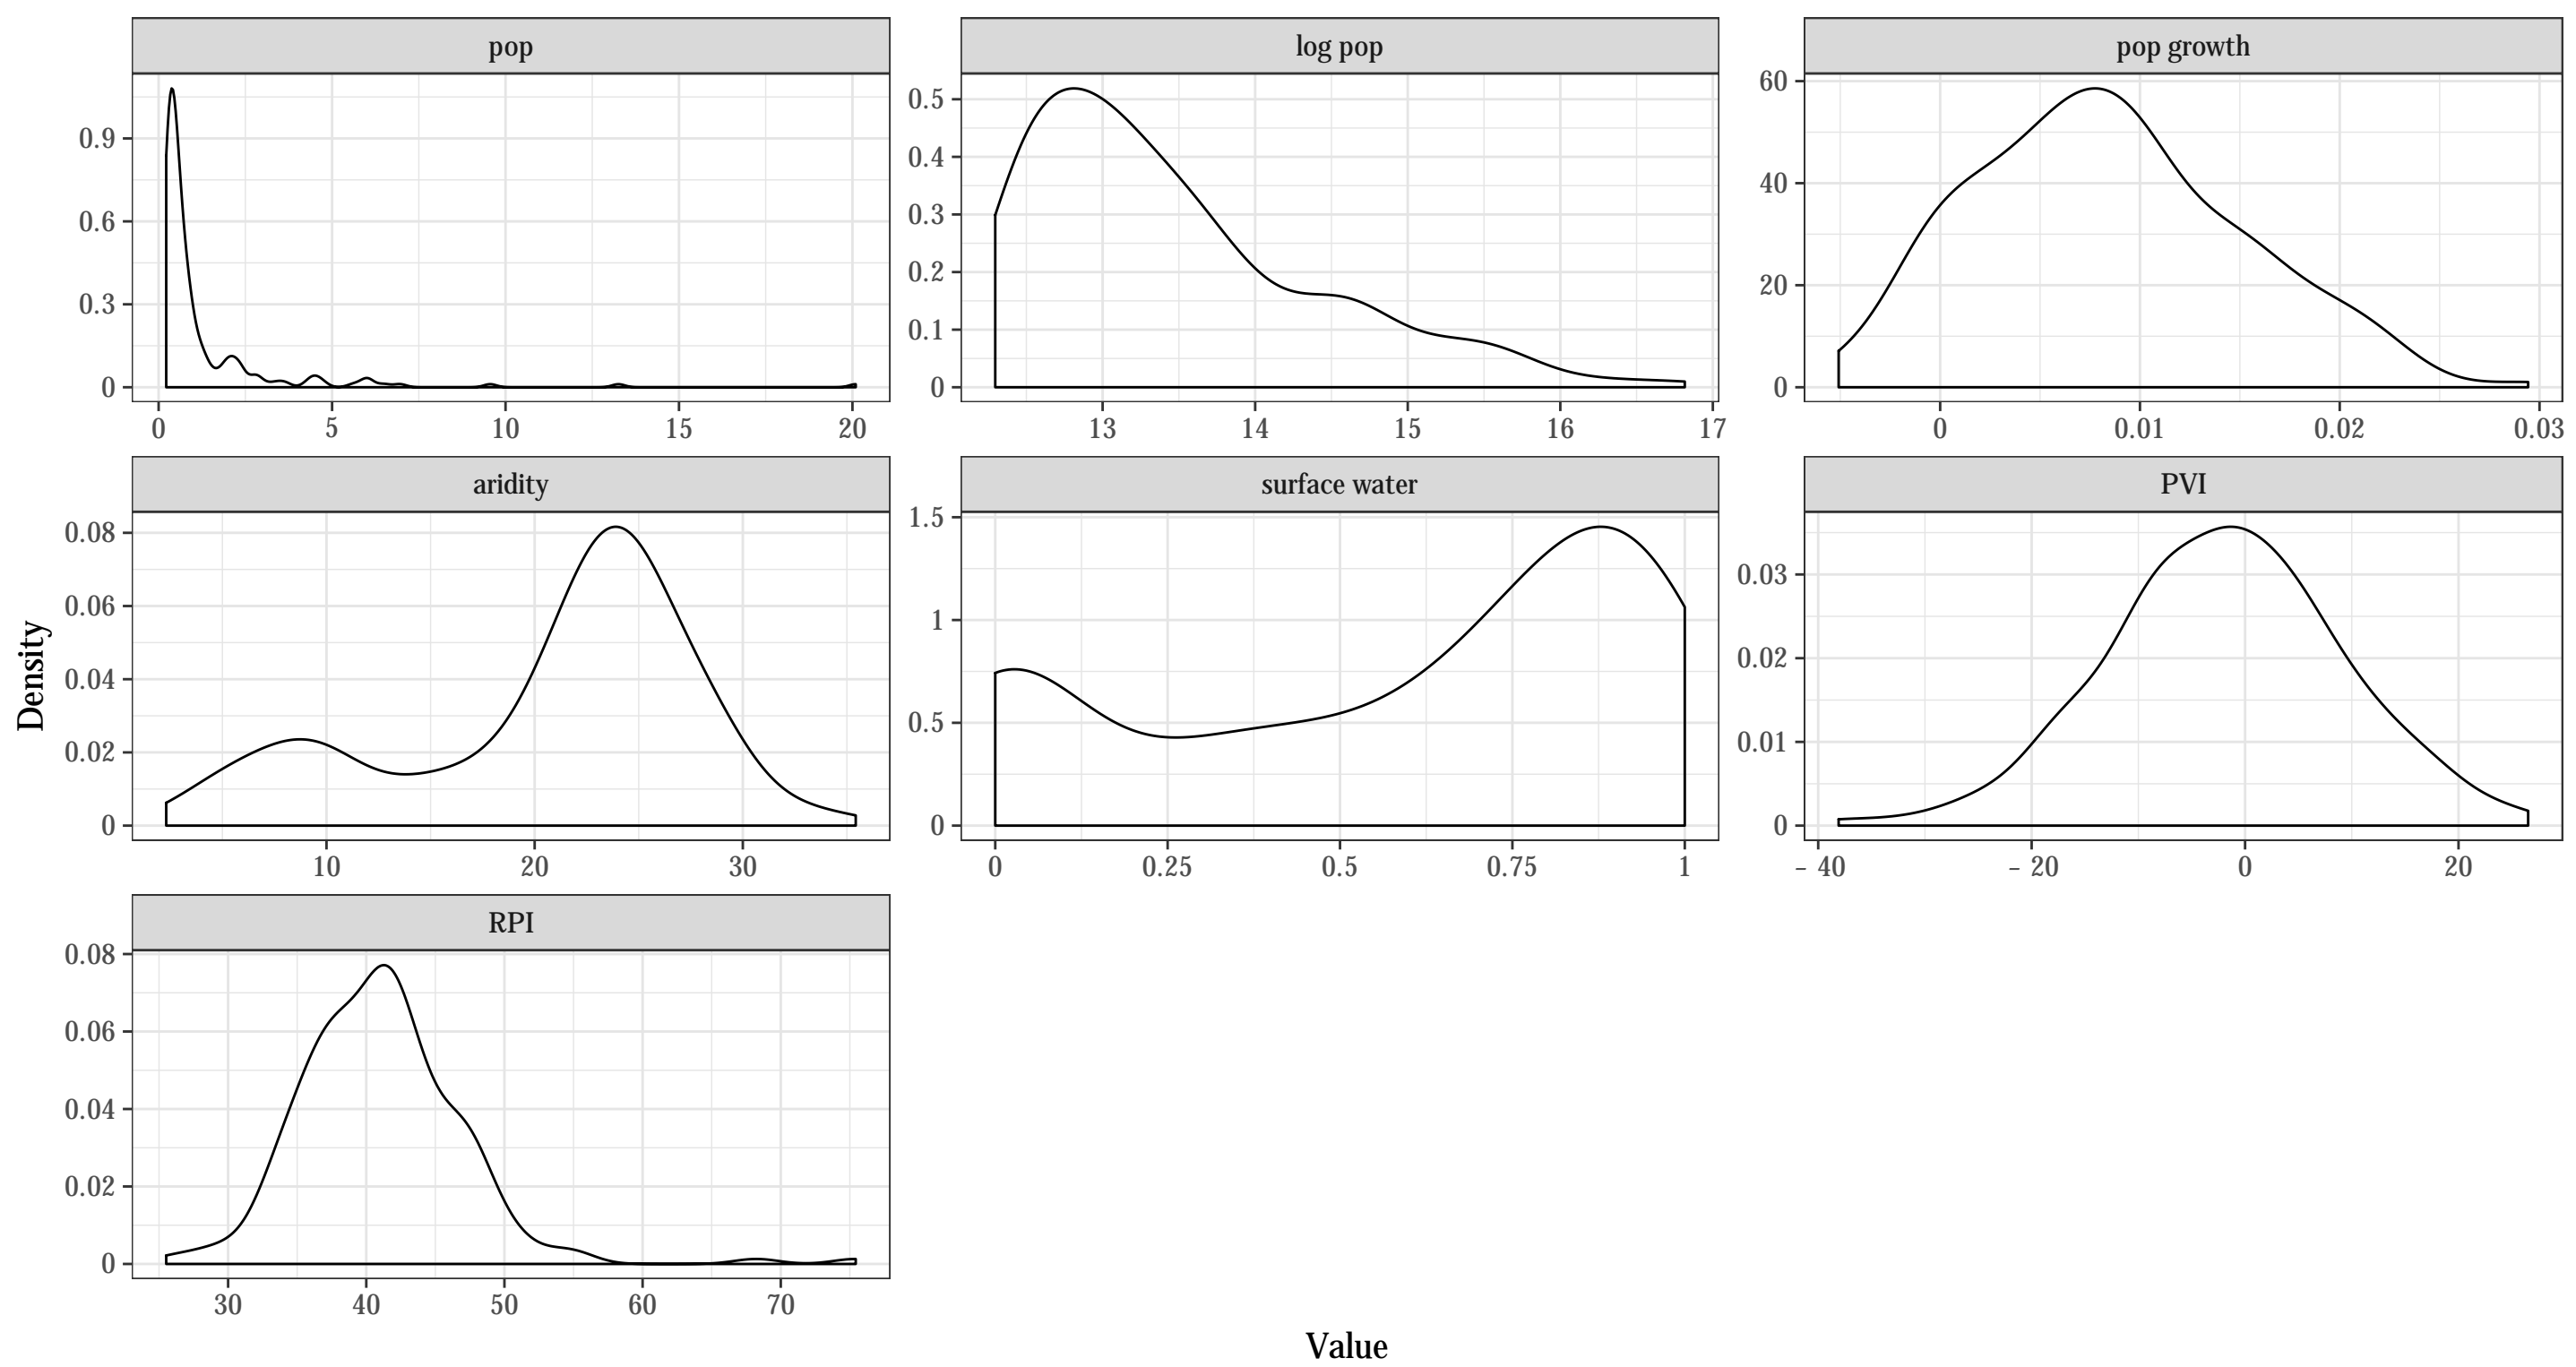 pop
log pop
pop growth
0.9
0.6
0.3
0
0 5 10 15 20
0.5
0.4
0.3
0.2
0.1
0
13 14 15 16 17
60
40
20
0
0 0.01 0.02 0.03
aridity
surface water
PVI
Density
0.08
0.06
0.04
0.02
0
10 20 30
1.5
1
0.5
0
0 0.25 0.5 0.75 1
0.03
0.02
0.01
0
− 40 − 20 0 20
RPI
0.08
0.06
0.04
0.02
0
30 40 50 60 70
Value